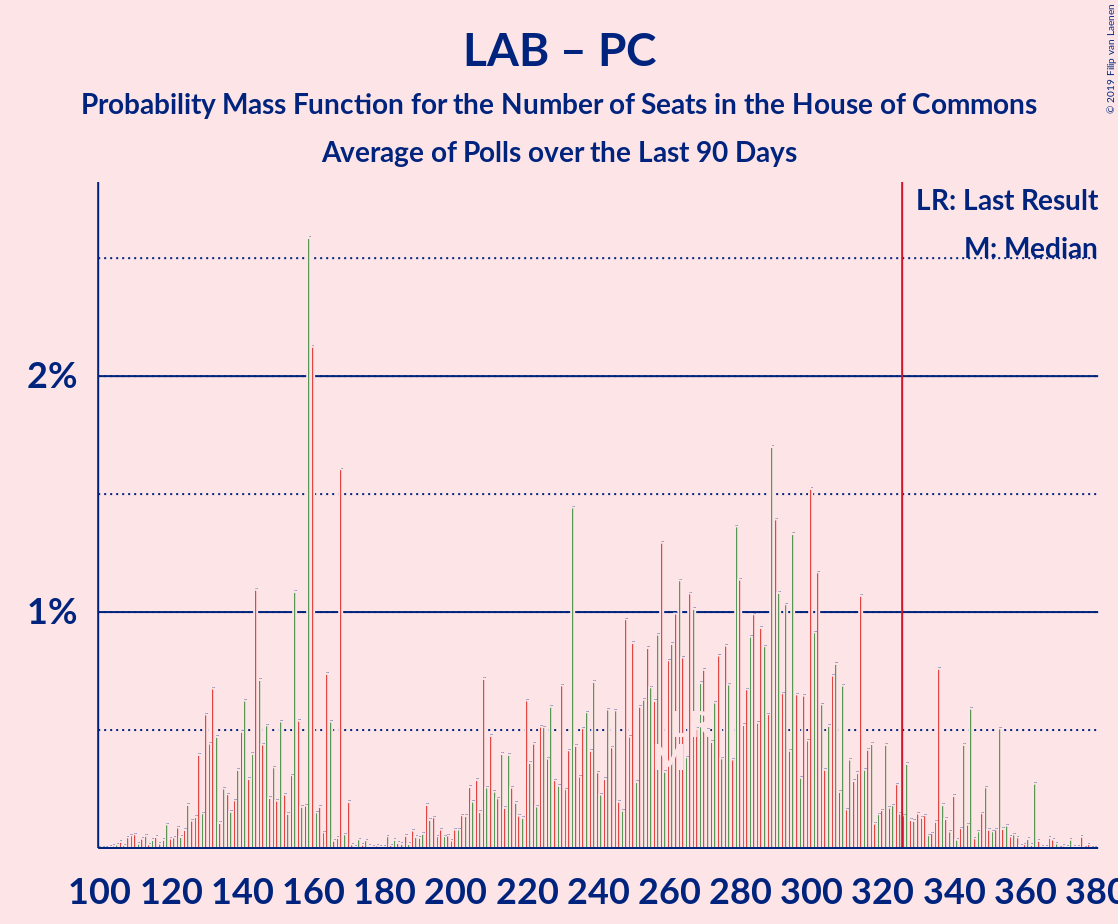 LAB – PC
Probability Mass Function for the Number of Seats in the House of Commons
Average of Polls over the Last 90 Days
© 2019 Filip van Laenen
LR: Last Result
M: Median
2%
1%
100 120 140 160 180 200 220 240 260 280 300 320 340 360 380